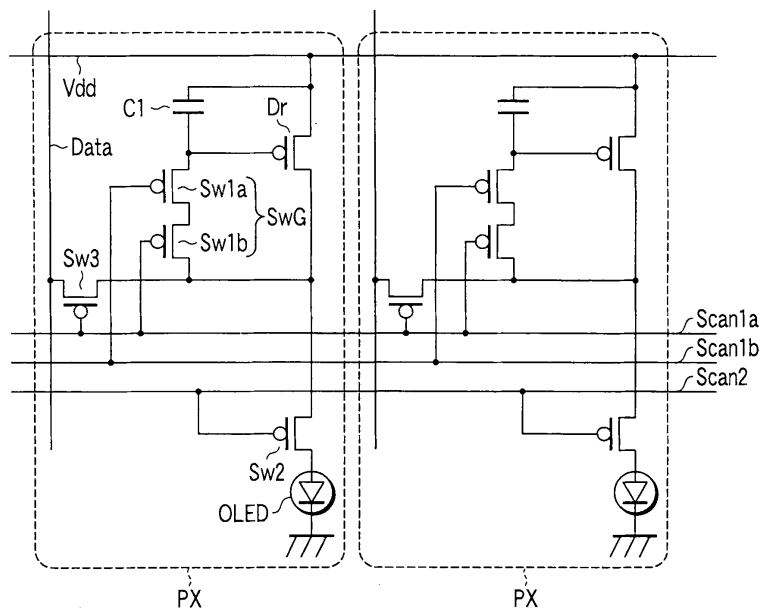 Vdd
C1
Dr
Data
Sw1a
SwG
Sw1b
Sw3
Scan1a
Scan1b
Scan2
Sw2
OLED
PX
PX